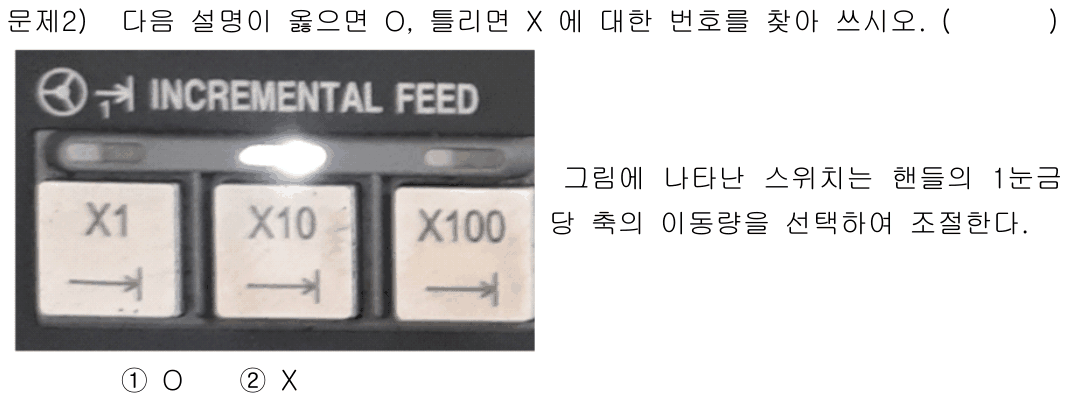 문제2) 다음 설명이 옳으면 O, 틀리면 X 에 대한 번호를 찾아 쓰시오. ( )
1 INCREMENTAL FEED
X1 X10 X100
그림에 나타난 스위치는 핸들의 1눈금
당 축의 이동량을 선택하여 조절한다.
① O ② X